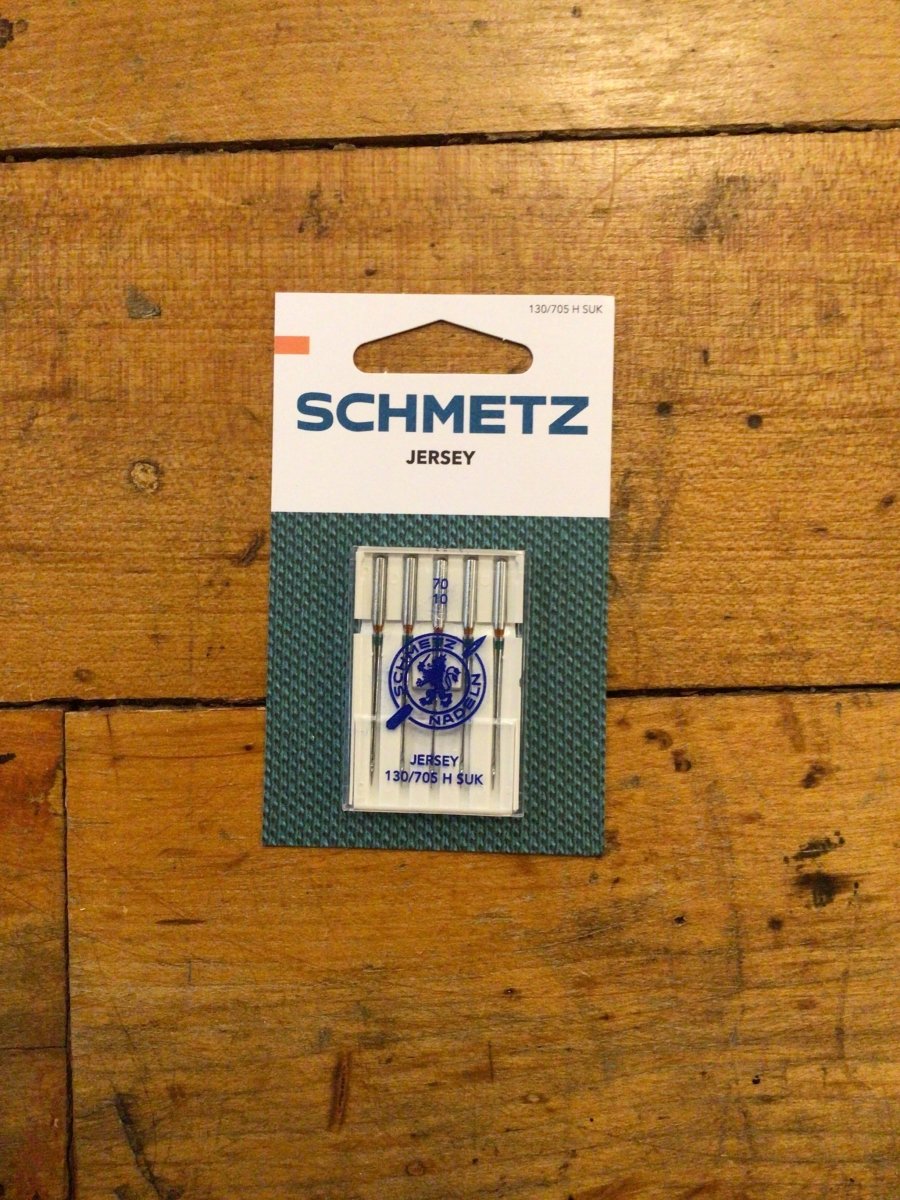 130/705 H SUK
SCHMETZ
JERSEY
70
10
SCHMETZ
NADELN
JERSEY
130/705 H SUK